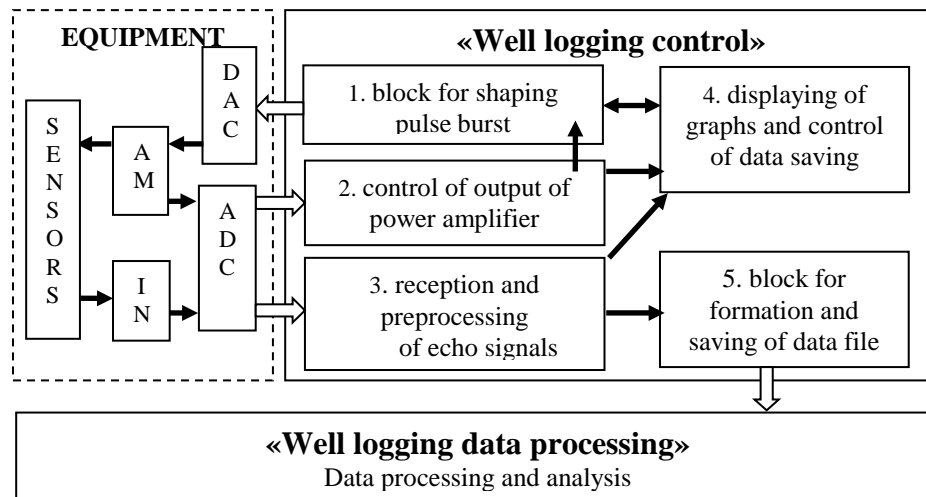 EQUIPMENT
«Well logging control»
D
A
C
S
E
N
S
O
R
S
A
M
A
D
C
I
N
1. block for shaping
pulse burst
2. control of output of
power amplifier
3. reception and
preprocessing
of echo signals
4. displaying of
graphs and control
of data saving
5. block for
formation and
saving of data file
«Well logging data processing»
Data processing and analysis